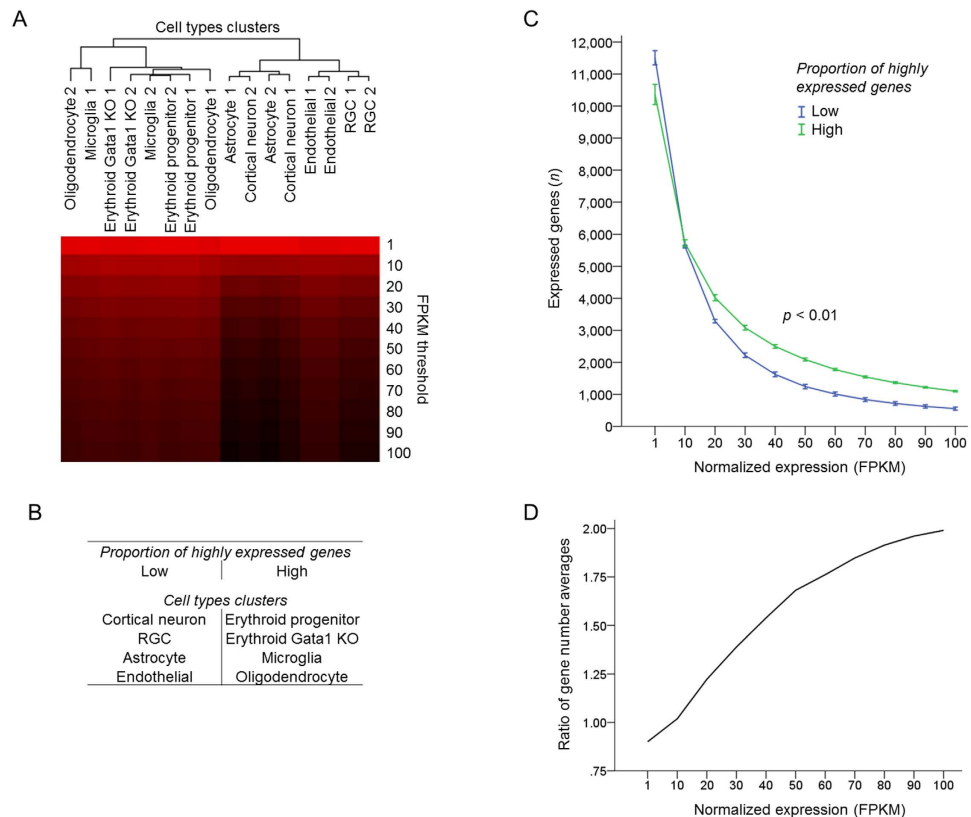 A
Cell types clusters
Oligodendrocyte 2
Microglia 1
Erythroid Gata1 KO 1
Erythroid Gata1 KO 2
Microglia 2
Erythroid progenitor 2
Erythroid progenitor 1
Oligodendrocyte 1
Astrocyte 1
Cortical neuron 2
Astrocyte 2
Cortical neuron 1
Endothelial 1
Endothelial 2
RGC 1
RGC 2
1
10
20
30
40
50
60
70
80
90
100
FPKM threshold
B
Proportion of highly expressed genes
Low High
Cell types clusters
Cortical neuron Erythroid progenitor
RGC Erythroid Gata1 KO
Astrocyte Microglia
Endothelial Oligodendrocyte
C
12,000
11,000
10,000
9,000
8,000
7,000
6,000
5,000
4,000
3,000
2,000
1,000
0
Expressed genes (n)
Proportion of highly
expressed genes
Low
High
p < 0.01
1 10 20 30 40 50 60 70 80 90 100
Normalized expression (FPKM)
D
2.00
1.75
1.50
1.25
1.00
.75
Ratio of gene number averages
1 10 20 30 40 50 60 70 80 90 100
Normalized expression (FPKM)